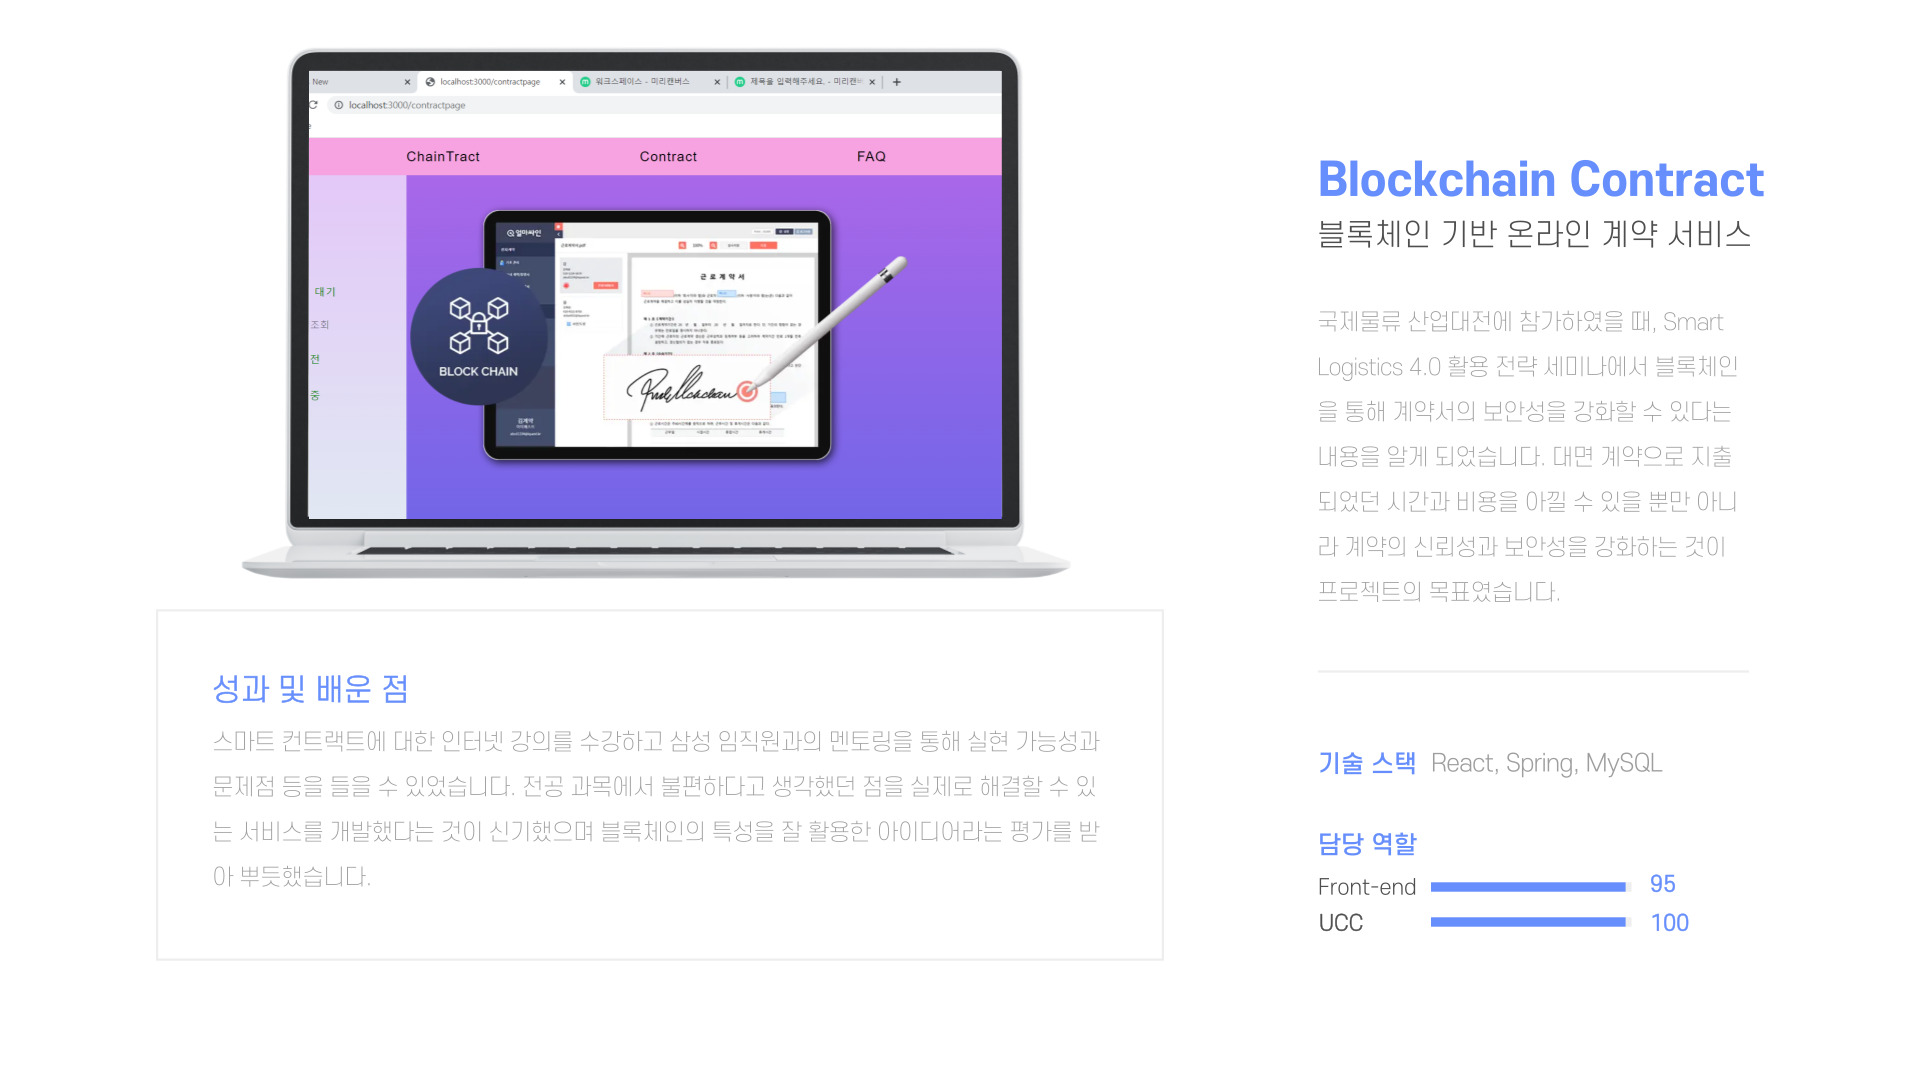 New
localhost:3000/contractpage
워크스페이스 - 미리캔버스
제목을 입력해주세요. - 미리캔버
localhost:3000/contractpage
ChainTract
Contract
FAQ
대기
조회
전
중
얼마싸인
근로계약서.pdf
100%
근 로 계 약 서
BLOCK CHAIN
김계약
Blockchain Contract
블록체인 기반 온라인 계약 서비스
국제물류 산업대전에 참가하였을 때, Smart
Logistics 4.0 활용 전략 세미나에서 블록체인
을 통해 계약서의 보안성을 강화할 수 있다는
내용을 알게 되었습니다. 대면 계약으로 지출
되었던 시간과 비용을 아낄 수 있을 뿐만 아니
라 계약의 신뢰성과 보안성을 강화하는 것이
프로젝트의 목표였습니다.
성과 및 배운 점
스마트 컨트랙트에 대한 인터넷 강의를 수강하고 삼성 임직원과의 멘토링을 통해 실현 가능성과
문제점 등을 들을 수 있었습니다. 전공 과목에서 불편하다고 생각했던 점을 실제로 해결할 수 있
는 서비스를 개발했다는 것이 신기했으며 블록체인의 특성을 잘 활용한 아이디어라는 평가를 받
아 뿌듯했습니다.
기술 스택 React, Spring, MySQL
담당 역할
Front-end 95
UCC 100